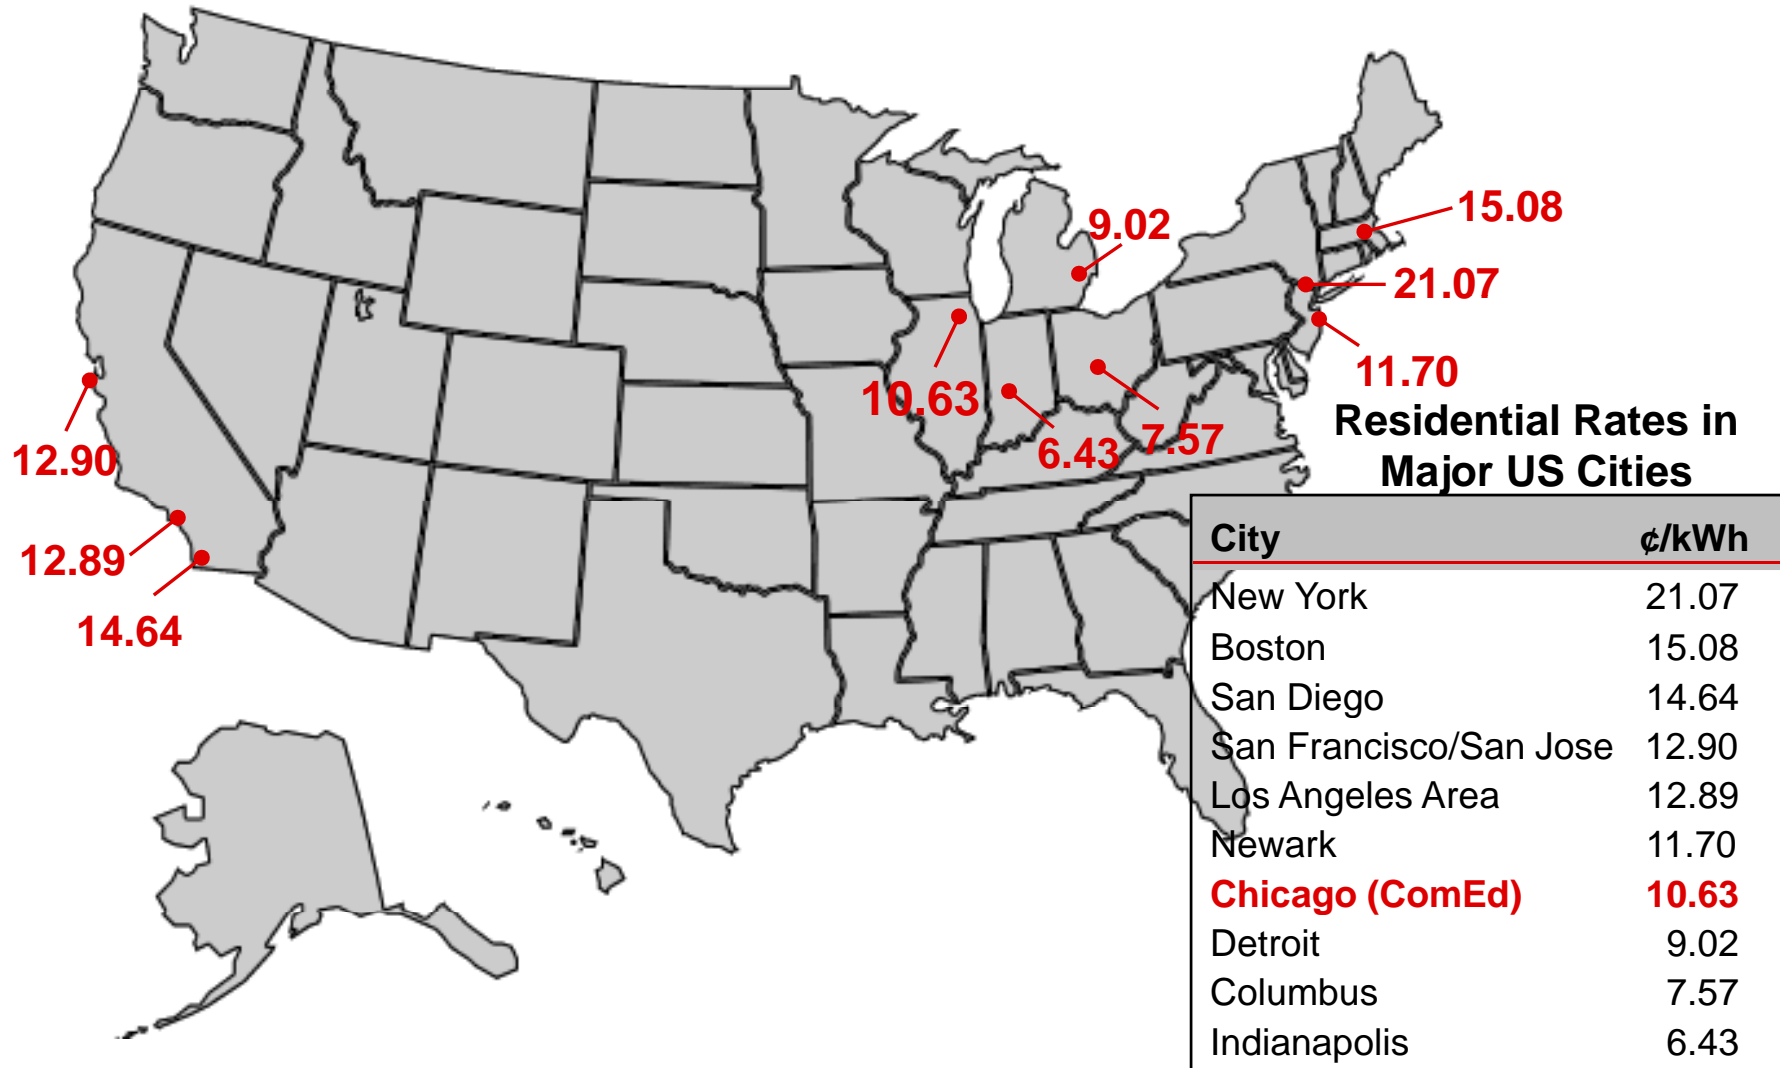 15.08
9.02
21.07
11.70
10.63
7.57
6.43
12.90
12.89
14.64
Residential Rates in
Major US Cities
City ¢/kWh
New York 21.07
Boston 15.08
San Diego 14.64
San Francisco/San Jose 12.90
Los Angeles Area 12.89
Newark 11.70
Chicago (ComEd) 10.63
Detroit 9.02
Columbus 7.57
Indianapolis 6.43